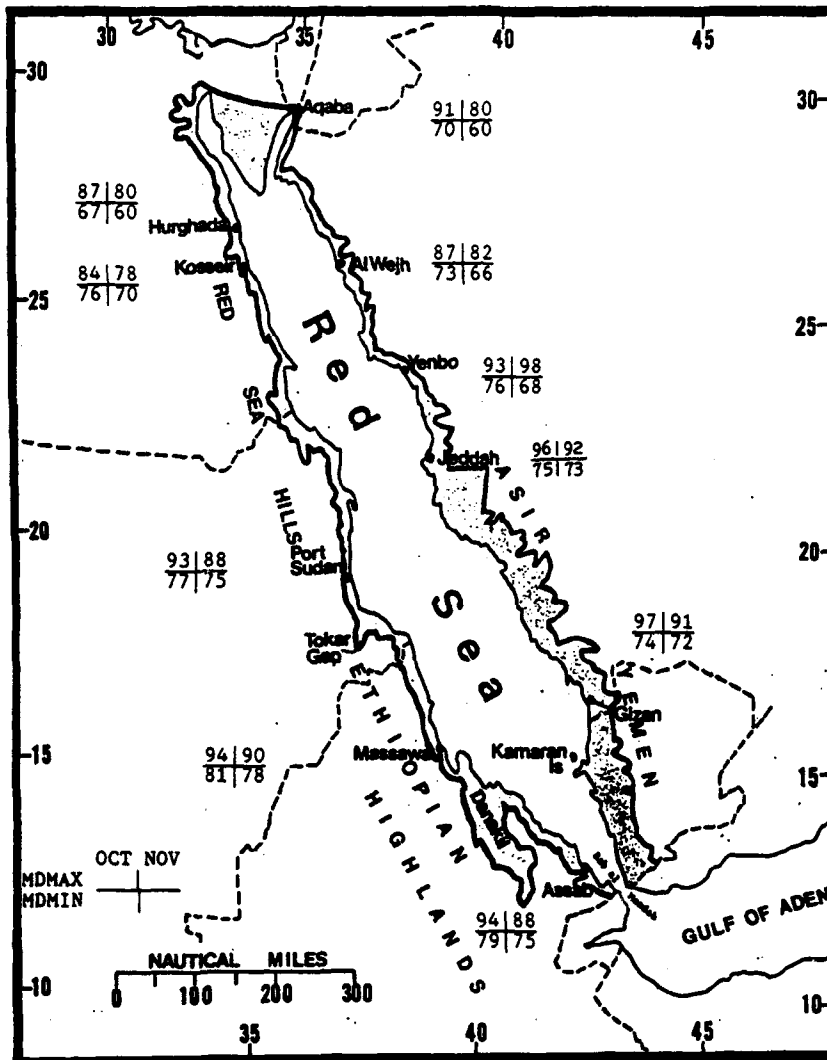 30 35 40 45
30
30
Aqaba
91|80
70|60
87|80
67|60
Hurghada
Kosseir
84|78
76|70
Al Wejh
87|82
73|66
25
25
RED SEA HILLS
Red Sea
Yenbo
93|98
76|68
Jeddah
96|92
75|73
ASIR
20
20
Port
Sudan
93|88
77|75
Tokar
Gap
97|91
74|72
YEMEN
Gizan
ETHIOPIAN
HIGHLANDS
15
15
94|90
81|78
Massawa
Kamaran
Is
Danakil
OCT NOV
MDMAX
MDMIN
Assab
94|88
79|75
GULF OF ADEN
NAUTICAL MILES
0 100 200 300
10
10
35 40 45